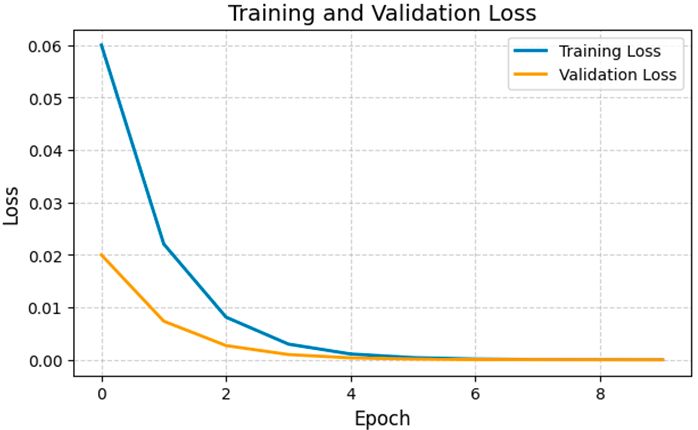 Training and Validation Loss
Training Loss
Validation Loss
0.06
0.05
0.04
0.03
0.02
0.01
0.00
Loss
0 2 4 6 8
Epoch